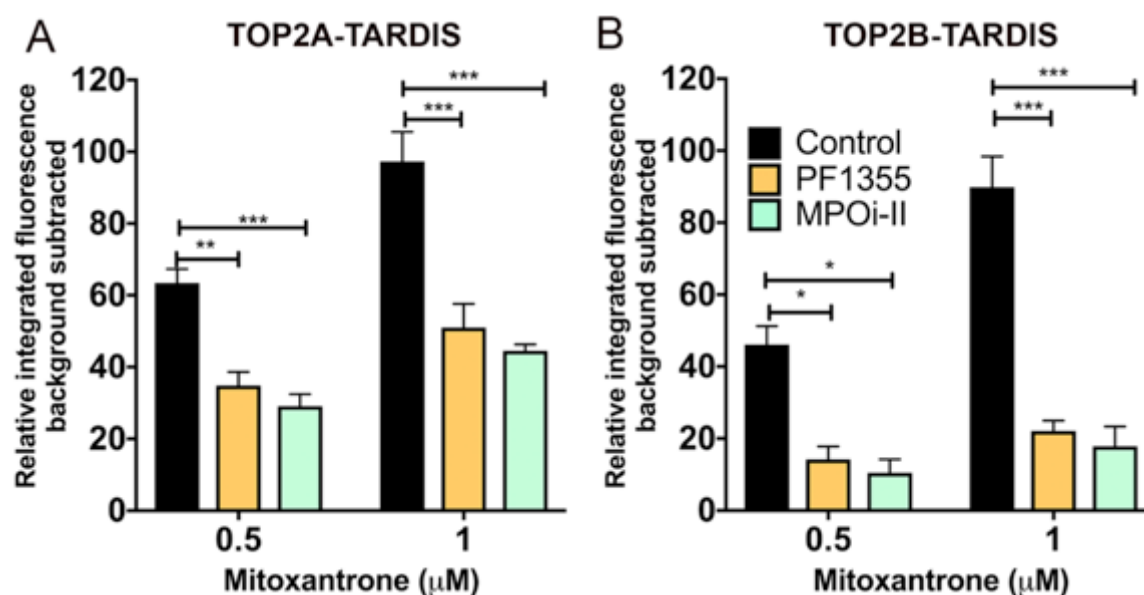 A
TOP2A-TARDIS
Relative integrated fluorescence
background subtracted
120
100
80
60
40
20
0
***
***
***
**
0.5
1
Mitoxantrone (μM)
B
TOP2B-TARDIS
Relative integrated fluorescence
background subtracted
120
100
80
60
40
20
0
Control
PF1355
MPOi-II
***
***
*
*
0.5
1
Mitoxantrone (μM)